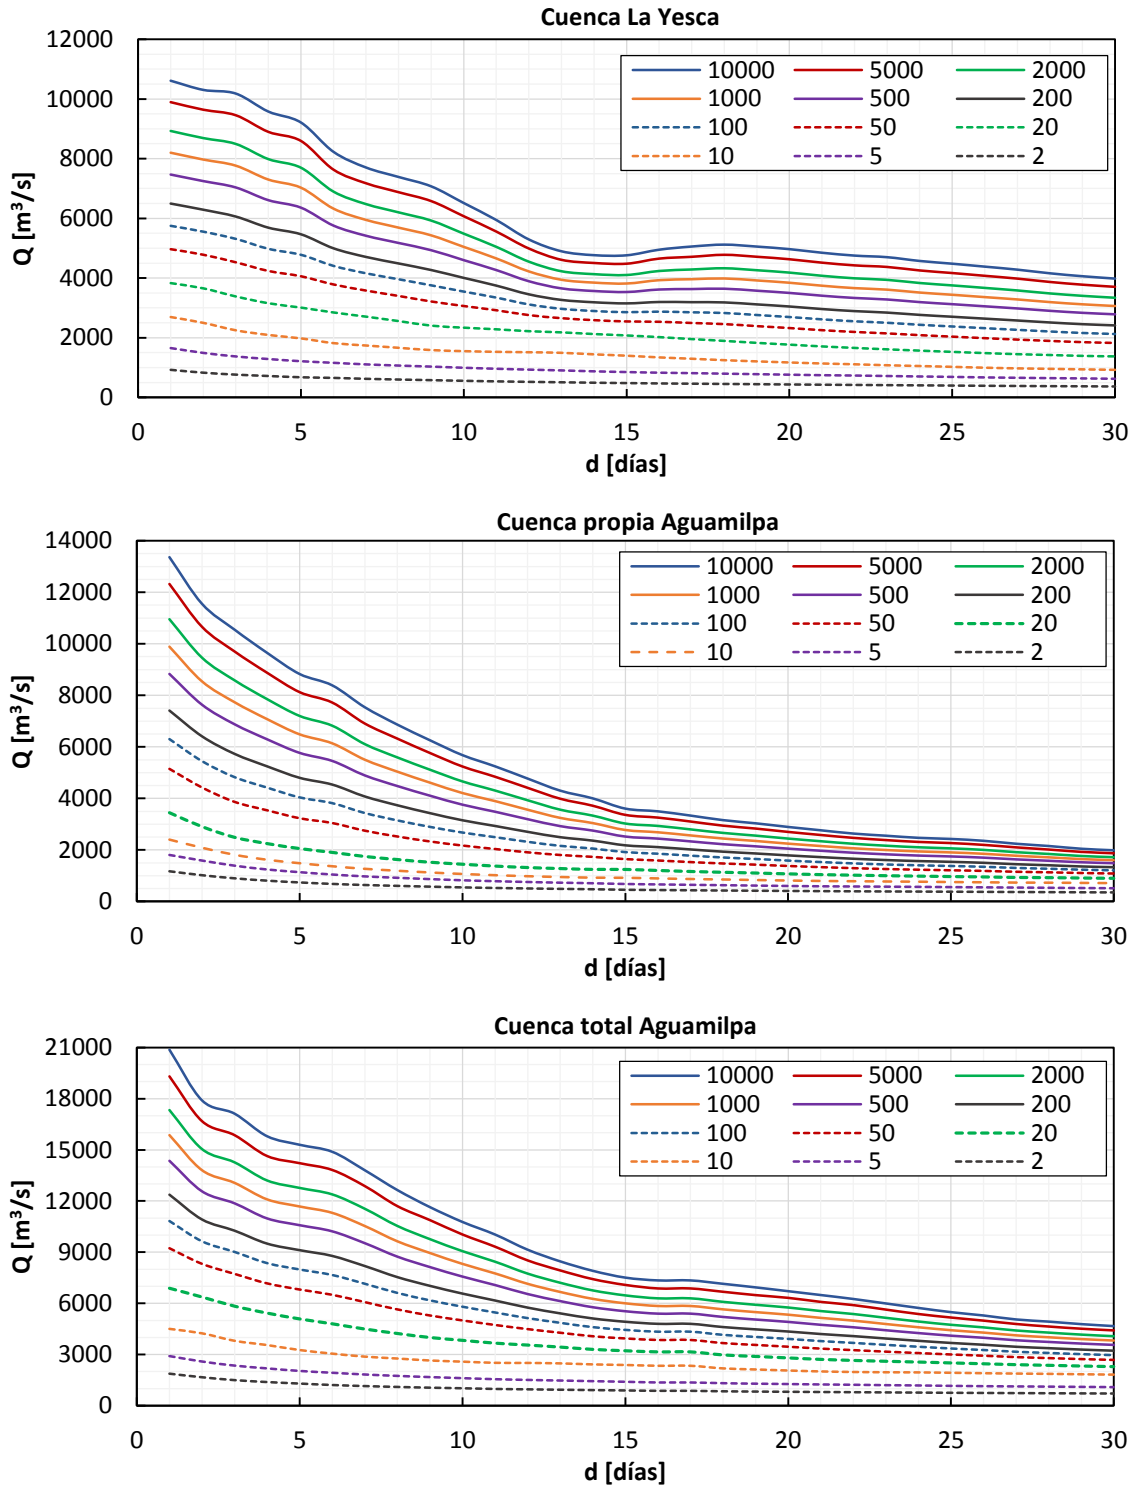 Cuenca La Yesca
12000
10000
8000
6000
4000
2000
0
Q [m³/s]
10000 5000 2000
1000 500 200
100 50 20
10 5 2
0 5 10 15 20 25 30
d [días]
Cuenca propia Aguamilpa
14000
12000
10000
8000
6000
4000
2000
0
Q [m³/s]
10000 5000 2000
1000 500 200
100 50 20
10 5 2
0 5 10 15 20 25 30
d [días]
Cuenca total Aguamilpa
21000
18000
15000
12000
9000
6000
3000
0
Q [m³/s]
10000 5000 2000
1000 500 200
100 50 20
10 5 2
0 5 10 15 20 25 30
d [días]